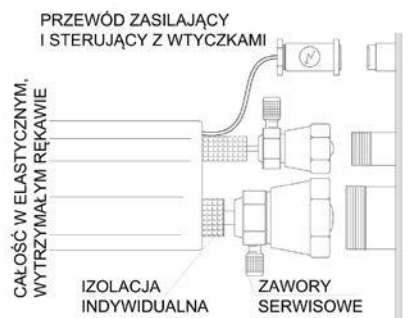 PRZEWÓD ZASILAJĄCY
I STERUJĄCY Z WTYCZKAMI
CAŁOŚĆ W ELASTYCZNYM,
WYTRZYMAŁYM RĘKAWIE
IZOLACJA
INDYWIDUALNA
ZAWORY
SERWISOWE